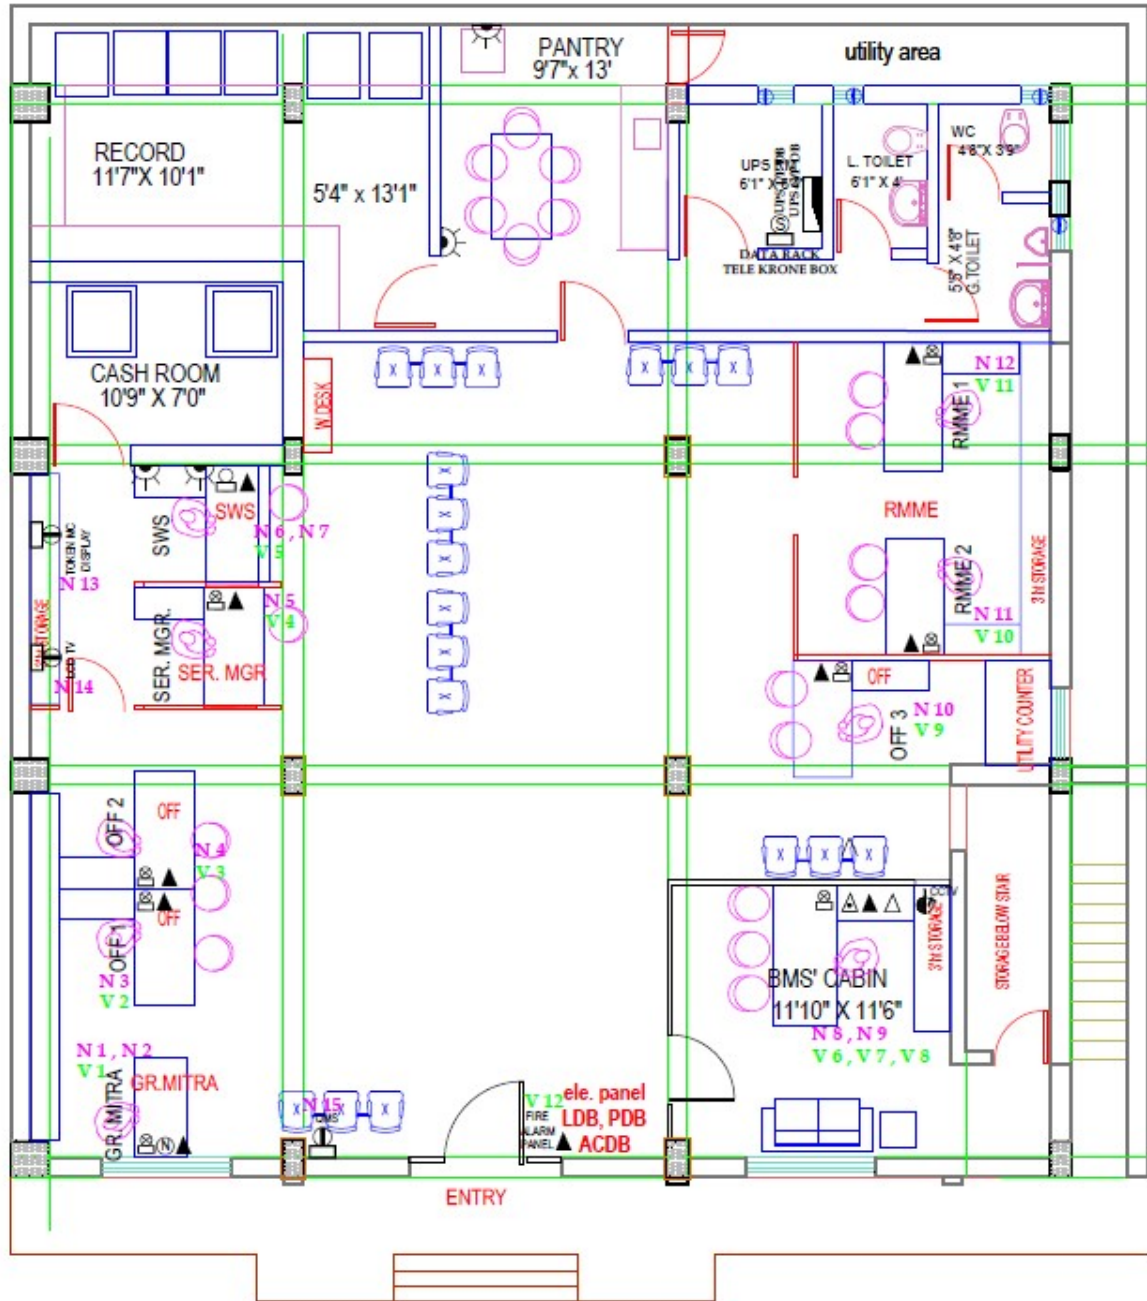 PANTRY
9'7"x 13'
utility area
RECORD
11'7"X 10'1"
5'4" x 13'1"
UPS
6'1" X
L. TOILET
6'1" X 4'
WC
4'6"X 3'9"
DATA RACK
TELE KRONE BOX
G.TOILET
CASH ROOM
10'9" X 7'0"
W.DESK
N 12
V 11
RMME 1
RMME
RMME 2
N 11
V 10
3'ht STORAGE
SWS
SWS
N 6 , N 7
V 5
TOKEN MC
DISPLAY
N 13
N 5
V 4
SER. MGR.
SER. MGR
STORAGE
LCD TV
N 14
OFF
N 10
V 9
OFF 3
UTILITY COUNTER
OFF 2
OFF
N 4
V 3
OFF 1
OFF
N 3
V 2
CCTV
3'ht STORAGE
STORAGE BELOW STAIR
BMS' CABIN
11'10" X 11'6"
N 8 , N 9
V 6 , V 7 , V 8
N 1 , N 2
V 1
GR.MITRA
GR.MITRA
N
N 15
V 12
FIRE
ALARM
PANEL
ele. panel
LDB, PDB
ACDB
ENTRY